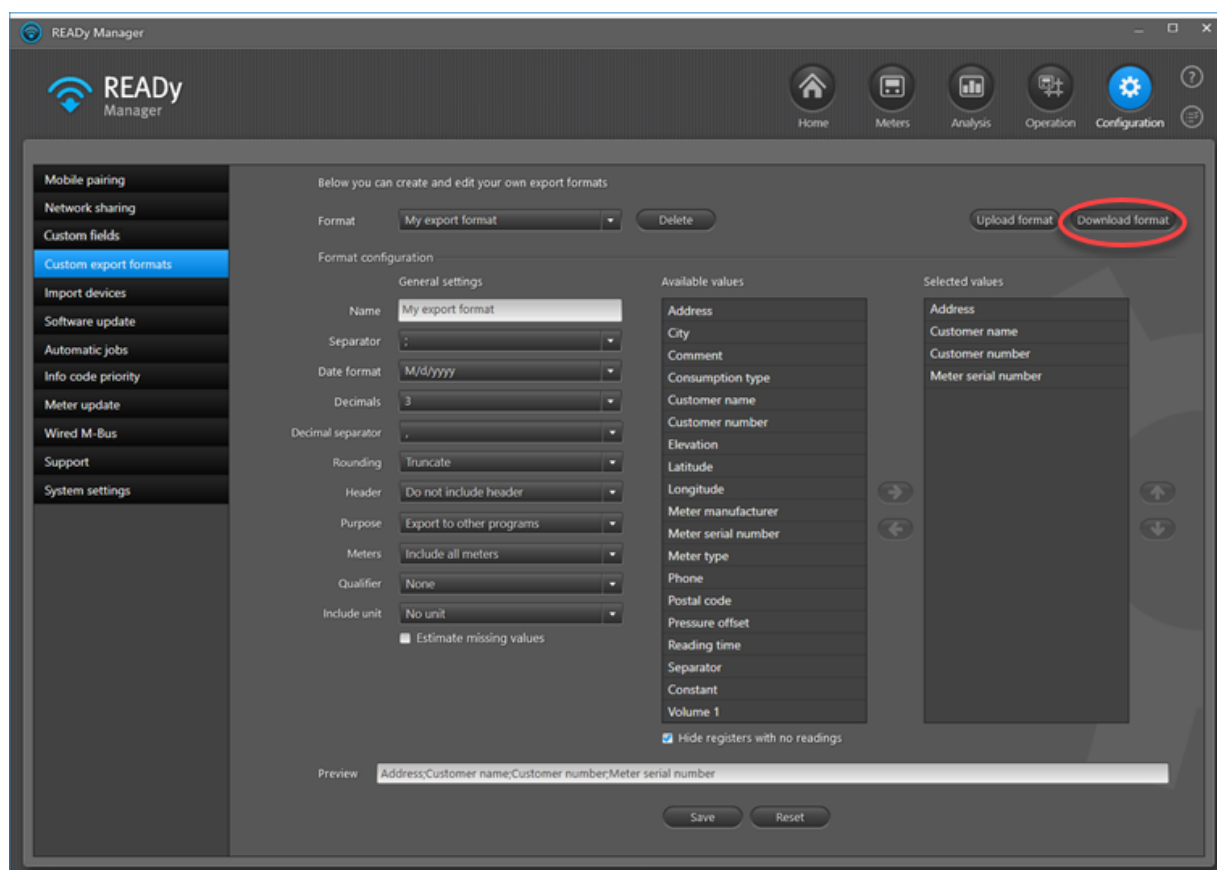 READy Manager
READy
Manager
Home
Meters
Analysis
Operation
Configuration
?
Mobile pairing
Network sharing
Custom fields
Custom export formats
Import devices
Software update
Automatic jobs
Info code priority
Meter update
Wired M-Bus
Support
System settings
Below you can create and edit your own export formats
Format My export format Delete Upload format Download format
Format configuration
General settings
Name My export format
Separator ;
Date format M/d/yyyy
Decimals 3
Decimal separator ,
Rounding Truncate
Header Do not include header
Purpose Export to other programs
Meters Include all meters
Qualifier None
Include unit No unit
Estimate missing values
Available values
Address
City
Comment
Consumption type
Customer name
Customer number
Elevation
Latitude
Longitude
Meter manufacturer
Meter serial number
Meter type
Phone
Postal code
Pressure offset
Reading time
Separator
Constant
Volume 1
Hide registers with no readings
Selected values
Address
Customer name
Customer number
Meter serial number
Preview Address;Customer name;Customer number;Meter serial number
Save Reset